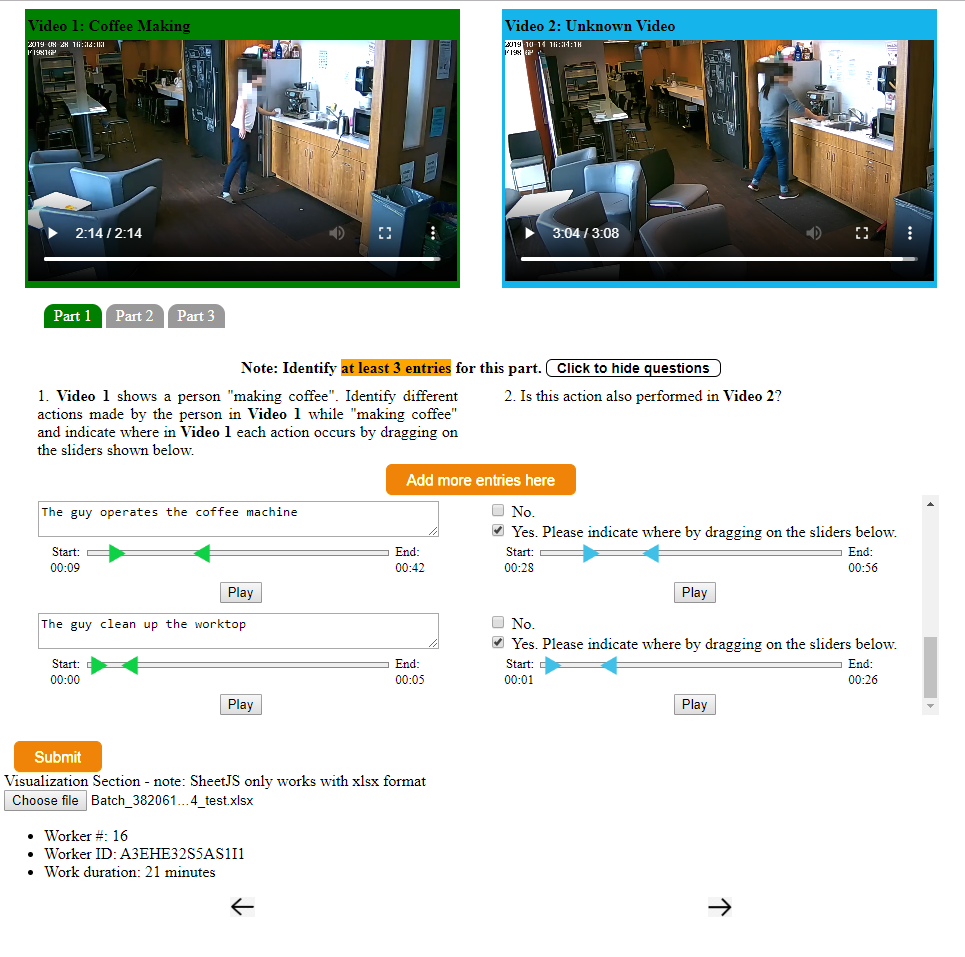 Video 1: Coffee Making
2019-08-28 16:32:03
2:14 / 2:14
Video 2: Unknown Video
2019-10-14 16:34:18
3:04 / 3:08
Part 1 Part 2 Part 3
Note: Identify at least 3 entries for this part. Click to hide questions
1. Video 1 shows a person "making coffee". Identify different
actions made by the person in Video 1 while "making coffee"
and indicate where in Video 1 each action occurs by dragging on
the sliders shown below.
2. Is this action also performed in Video 2?
Add more entries here
The guy operates the coffee machine
Start: End:
00:09 00:42
Play
No.
Yes. Please indicate where by dragging on the sliders below.
Start: End:
00:28 00:56
Play
The guy clean up the worktop
Start: End:
00:00 00:05
Play
No.
Yes. Please indicate where by dragging on the sliders below.
Start: End:
00:01 00:26
Play
Submit
Visualization Section - note: SheetJS only works with xlsx format
Choose file Batch_382061...4_test.xlsx
Worker #: 16
Worker ID: A3EHE32S5AS1I1
Work duration: 21 minutes